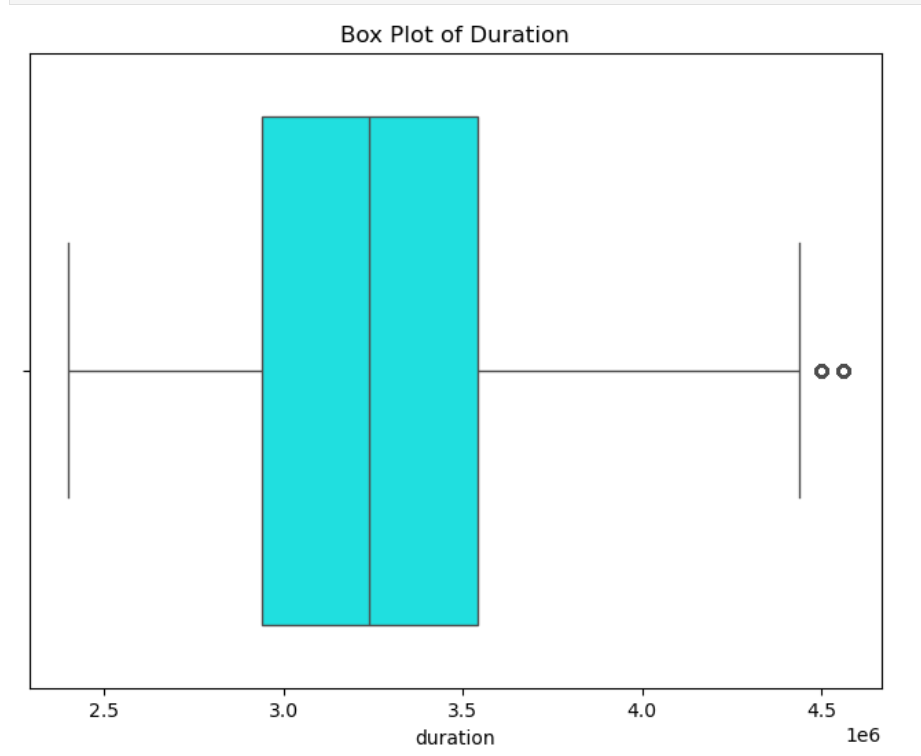 Box Plot of Duration
2.5 3.0 3.5 4.0 4.5
1e6
duration